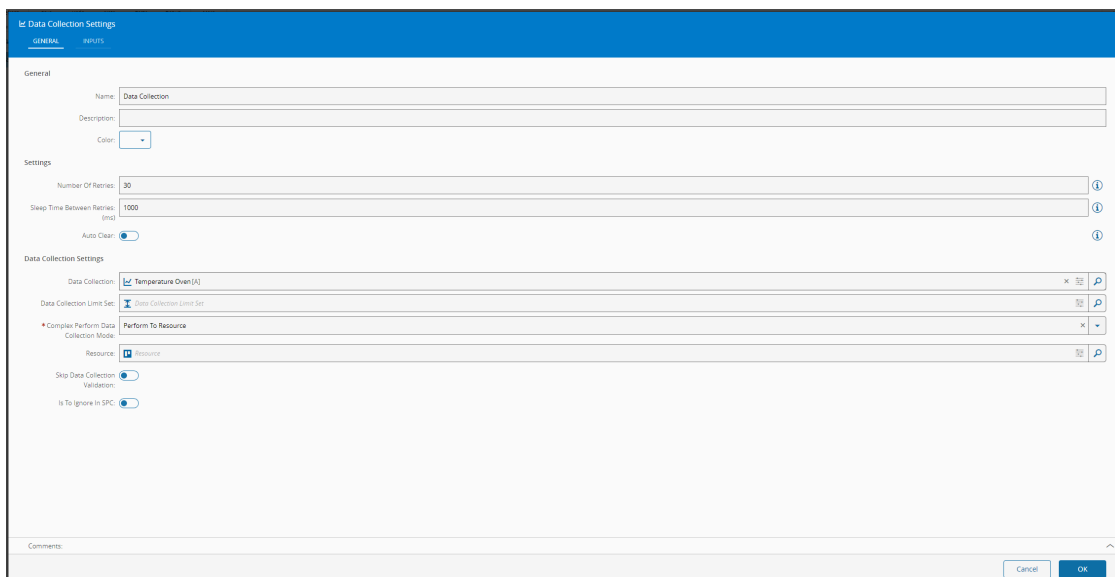 Data Collection Settings
GENERAL INPUTS
General
Name: Data Collection
Description:
Color:
Settings
Number Of Retries: 30
Sleep Time Between Retries: 1000
(ms)
Auto Clear:
Data Collection Settings
Data Collection: Temperature Oven [A]
Data Collection Limit Set: Data Collection Limit Set
* Complex Perform Data Perform To Resource
Collection Mode:
Resource: Resource
Skip Data Collection
Validation:
Is To Ignore In SPC:
Comments:
Cancel OK